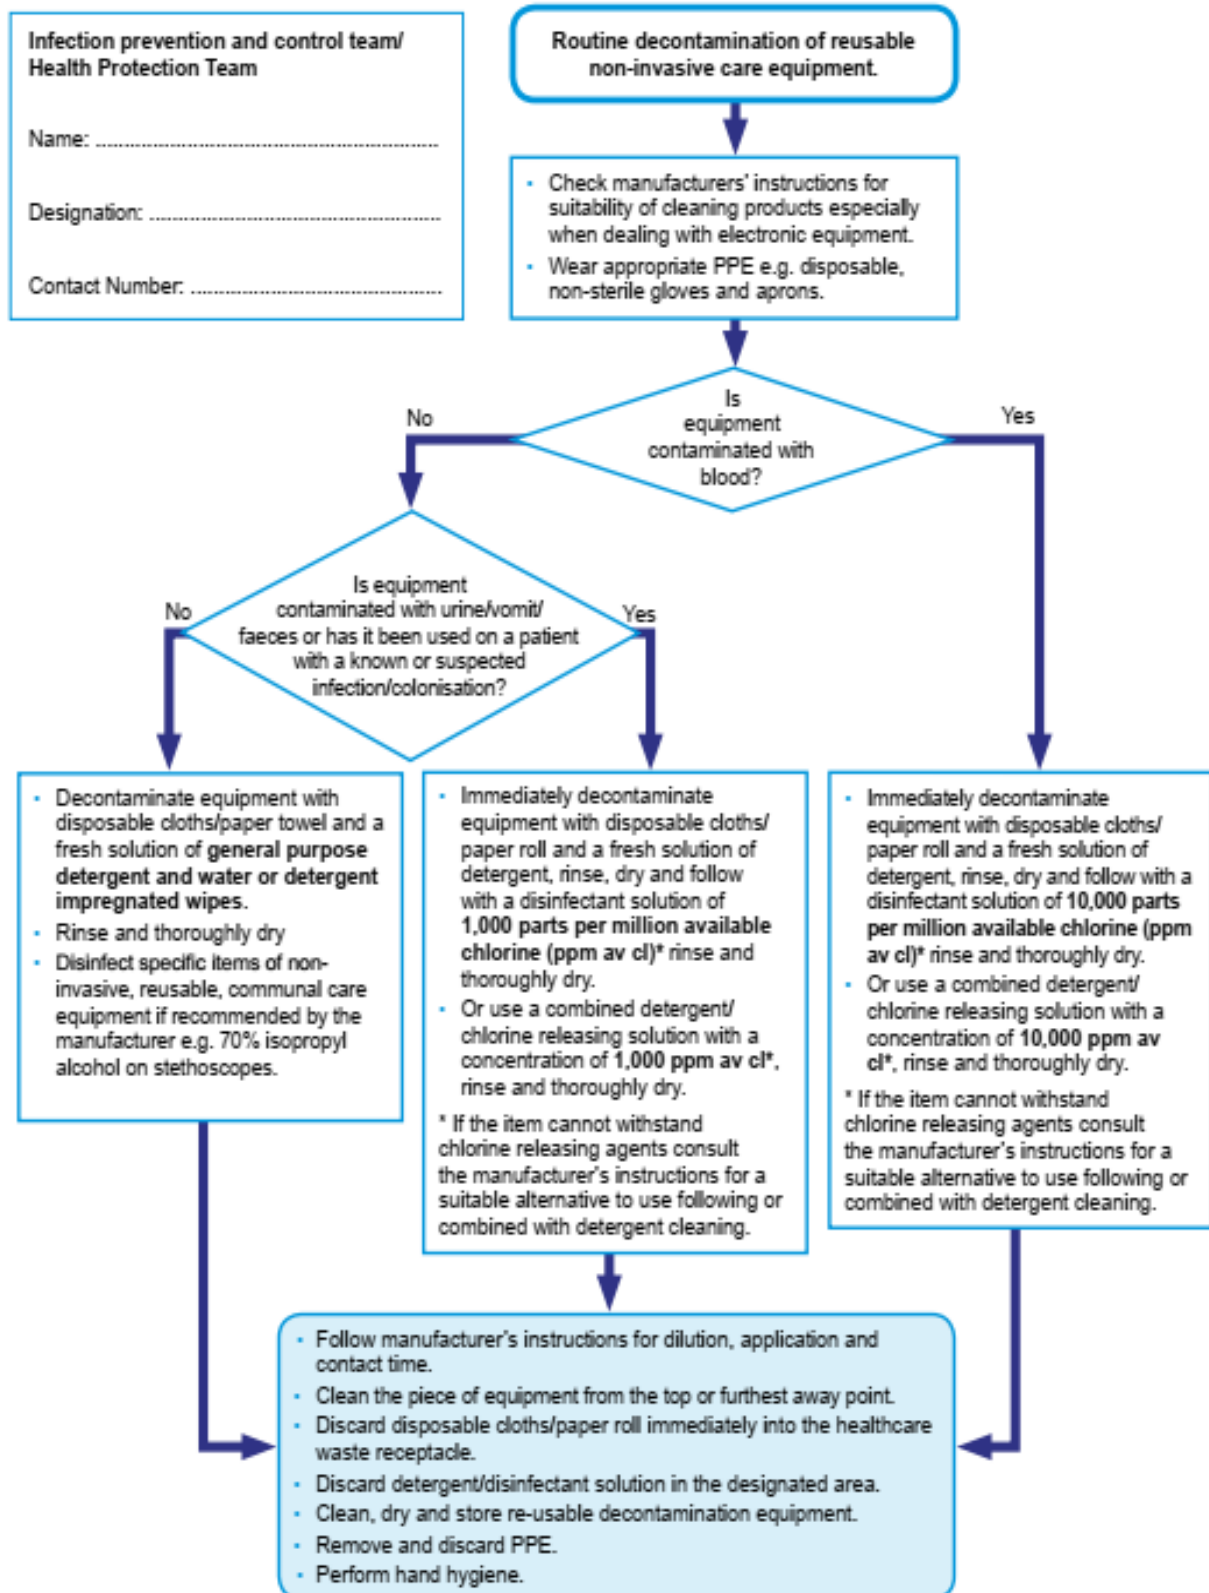 Infection prevention and control team/
Health Protection Team
Name: ............................................................
Designation: ...................................................
Contact Number: ............................................
Routine decontamination of reusable
non-invasive care equipment.
▪ Check manufacturers' instructions for
suitability of cleaning products especially
when dealing with electronic equipment.
▪ Wear appropriate PPE e.g. disposable,
non-sterile gloves and aprons.
Is
equipment
contaminated with
blood?
No
Yes
Is equipment
contaminated with urine/vomit/
faeces or has it been used on a patient
with a known or suspected
infection/colonisation?
No
Yes
▪ Decontaminate equipment with
disposable cloths/paper towel and a
fresh solution of general purpose
detergent and water or detergent
impregnated wipes.
▪ Rinse and thoroughly dry
▪ Disinfect specific items of non-
invasive, reusable, communal care
equipment if recommended by the
manufacturer e.g. 70% isopropyl
alcohol on stethoscopes.
▪ Immediately decontaminate
equipment with disposable cloths/
paper roll and a fresh solution of
detergent, rinse, dry and follow
with a disinfectant solution of
1,000 parts per million available
chlorine (ppm av cl)* rinse and
thoroughly dry.
▪ Or use a combined detergent/
chlorine releasing solution with a
concentration of 1,000 ppm av cl*,
rinse and thoroughly dry.
* If the item cannot withstand
chlorine releasing agents consult
the manufacturer's instructions for a
suitable alternative to use following or
combined with detergent cleaning.
▪ Immediately decontaminate
equipment with disposable cloths/
paper roll and a fresh solution of
detergent, rinse, dry and follow with a
disinfectant solution of 10,000 parts
per million available chlorine (ppm
av cl)* rinse and thoroughly dry.
▪ Or use a combined detergent/
chlorine releasing solution with a
concentration of 10,000 ppm av
cl*, rinse and thoroughly dry.
* If the item cannot withstand
chlorine releasing agents consult
the manufacturer's instructions for a
suitable alternative to use following or
combined with detergent cleaning.
▪ Follow manufacturer's instructions for dilution, application and
contact time.
▪ Clean the piece of equipment from the top or furthest away point.
▪ Discard disposable cloths/paper roll immediately into the healthcare
waste receptacle.
▪ Discard detergent/disinfectant solution in the designated area.
▪ Clean, dry and store re-usable decontamination equipment.
▪ Remove and discard PPE.
▪ Perform hand hygiene.